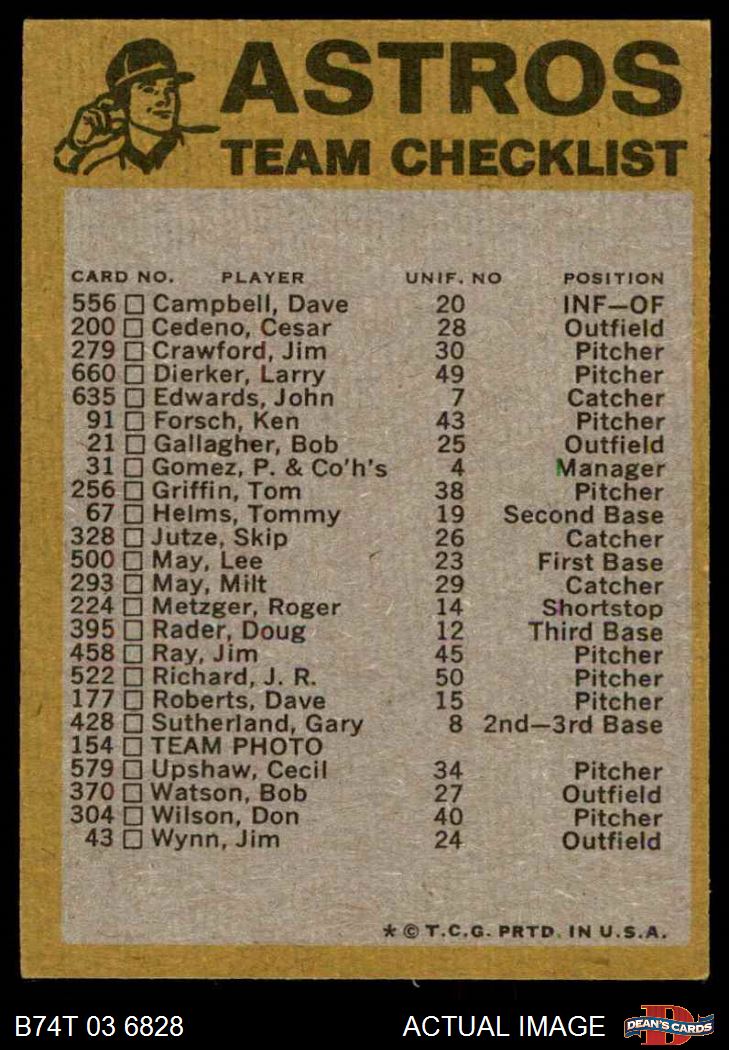 ASTROS
TEAM CHECKLIST
CARD NO. PLAYER UNIF. NO POSITION
556 Campbell, Dave 20 INF—OF
200 Cedeno, Cesar 28 Outfield
279 Crawford, Jim 30 Pitcher
660 Dierker, Larry 49 Pitcher
635 Edwards, John 7 Catcher
91 Forsch, Ken 43 Pitcher
21 Gallagher, Bob 25 Outfield
31 Gomez, P. & Co'h's 4 Manager
256 Griffin, Tom 38 Pitcher
67 Helms, Tommy 19 Second Base
328 Jutze, Skip 26 Catcher
500 May, Lee 23 First Base
293 May, Milt 29 Catcher
224 Metzger, Roger 14 Shortstop
395 Rader, Doug 12 Third Base
458 Ray, Jim 45 Pitcher
522 Richard, J. R. 50 Pitcher
177 Roberts, Dave 15 Pitcher
428 Sutherland, Gary 8 2nd—3rd Base
154 TEAM PHOTO
579 Upshaw, Cecil 34 Pitcher
370 Watson, Bob 27 Outfield
304 Wilson, Don 40 Pitcher
43 Wynn, Jim 24 Outfield
* © T.C.G. PRTD. IN U.S.A.
B74T 03 6828 ACTUAL IMAGE DEAN'S CARDS